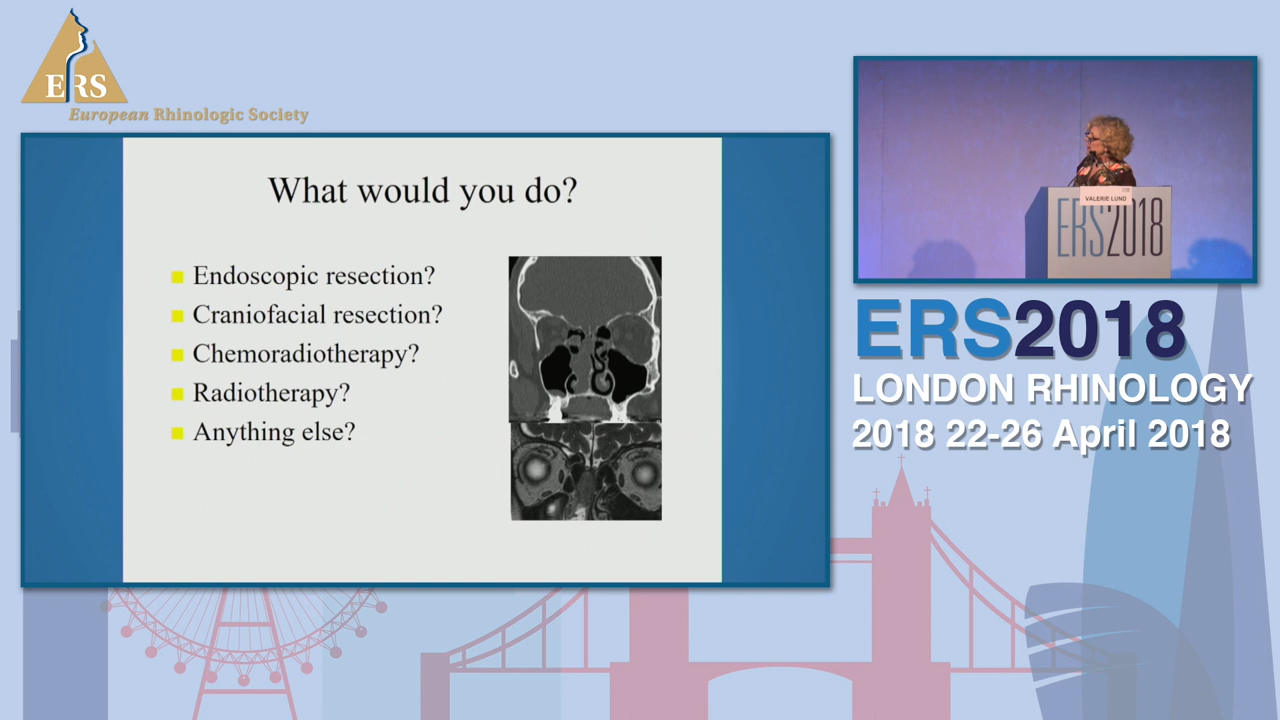 ERS
European Rhinologic Society
What would you do?
Endoscopic resection?
Craniofacial resection?
Chemoradiotherapy?
Radiotherapy?
Anything else?
VALERIE LUND
ERS2018
ERS2018
LONDON RHINOLOGY
2018 22-26 April 2018